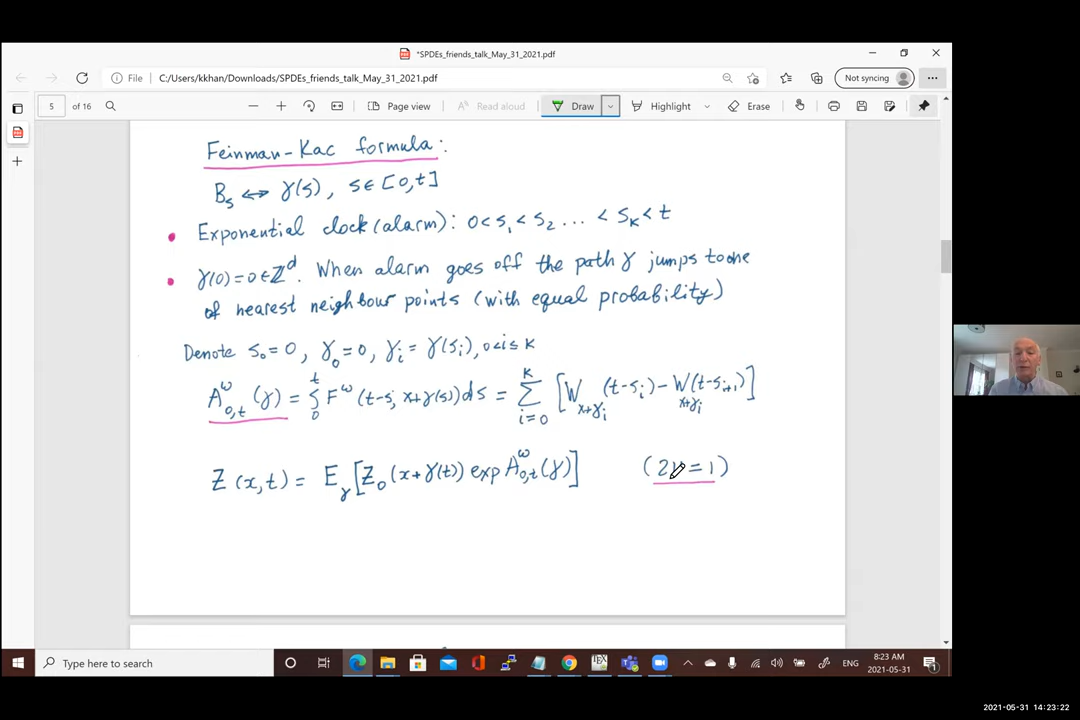 *SPDEs_friends_talk_May_31_2021.pdf
File C:/Users/kkhan/Downloads/SPDEs_friends_talk_May_31_2021.pdf
Not syncing
5 of 16
Page view
Read aloud
Draw
Highlight
Erase
Feinman-Kac formula:
B_s ↔ γ(s), s∈[0,t]
• Exponential clock (alarm): 0<s_1<s_2 ... <s_K<t
• γ(0)=0∈ℤ^d. When alarm goes off the path γ jumps to one
of nearest neighbour points (with equal probability)
Denote s_0=0, γ_0=0, γ_i=γ(s_i), 0<i≤K
A^ω_{0,t}(γ) = ∫_0^t F^ω(t-s, x+γ(s))ds = Σ_{i=0}^K [W_{x+γ_i}(t-s_i) - W_{x+γ_i}(t-s_{i+1})]
Z(x,t) = E_γ[Z_0(x+γ(t)) exp A^ω_{0,t}(γ)] (2ν=1)
Type here to search
ENG
8:23 AM
2021-05-31
2021-05-31 14:23:22